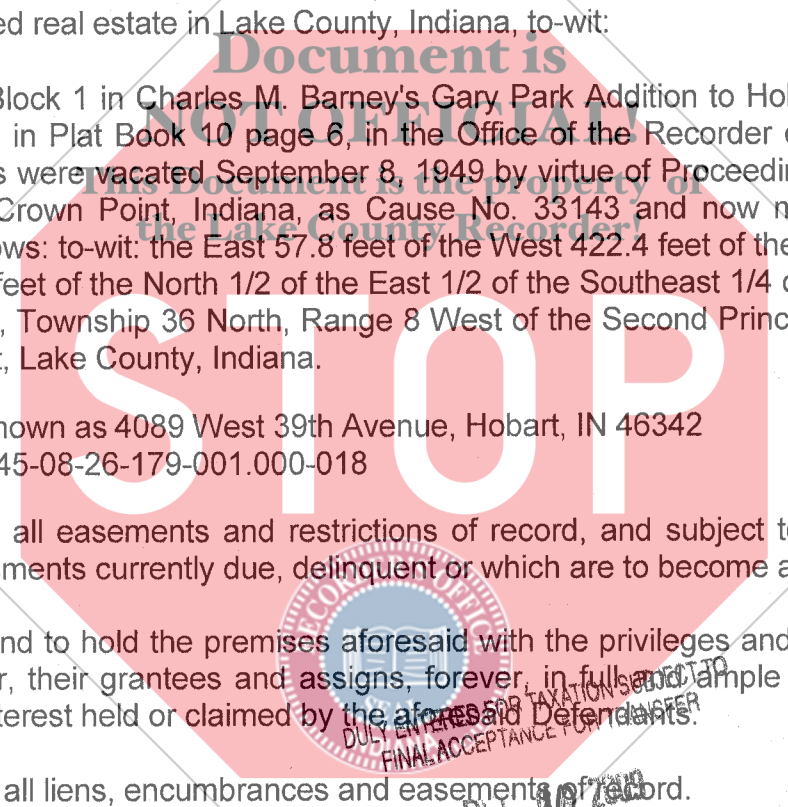 ed real estate in Lake County, Indiana, to-wit:
Document is
Block 1 in Charles M. Barney's Gary Park Addition to Ho
NOT OFFICIAL!
in Plat Book 10 page 6, in the Office of the Recorder
s were vacated September 8, 1949 by virtue of Proceedin
This Document is the property of
Crown Point, Indiana, as Cause No. 33143 and now
the Lake County Recorder!
ows: to-wit: the East 57.8 feet of the West 422.4 feet of the
feet of the North 1/2 of the East 1/2 of the Southeast 1/4
, Township 36 North, Range 8 West of the Second Princ
, Lake County, Indiana.
STOP
nown as 4089 West 39th Avenue, Hobart, IN 46342
45-08-26-179-001.000-018
all easements and restrictions of record, and subject t
ments currently due, delinquent or which are to become a
RECORDER'S OFFICE
SEAL
INDIANA
nd to hold the premises aforesaid with the privileges and
r, their grantees and assigns, forever, in full and ample
terest held or claimed by the aforesaid Defendants.
DULY ENTERED FOR TAXATION SUBJECT TO
FINAL ACCEPTANCE FOR TRANSFER
all liens, encumbrances and easements of record.